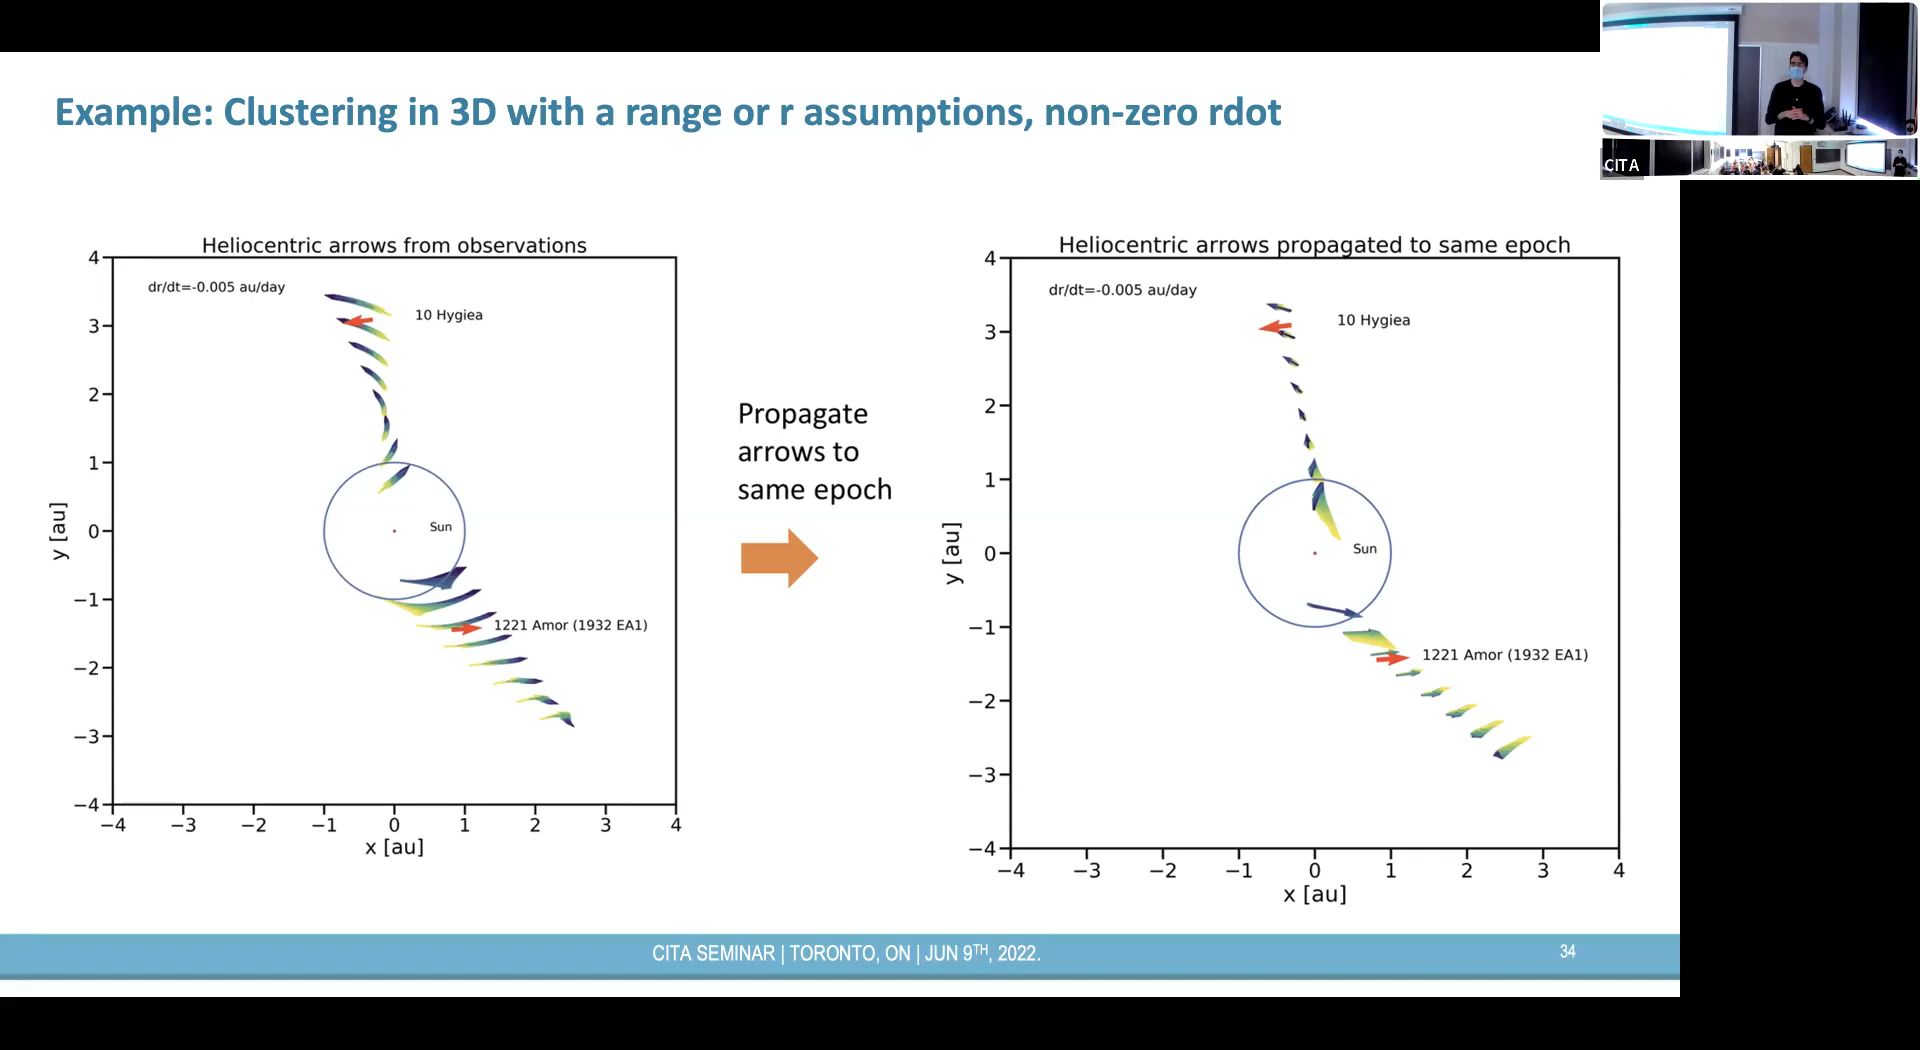 Example: Clustering in 3D with a range or r assumptions, non-zero rdot
CITA
Heliocentric arrows from observations
dr/dt=-0.005 au/day
10 Hygiea
Sun
1221 Amor (1932 EA1)
4
3
2
1
0
−1
−2
−3
−4
y [au]
−4 −3 −2 −1 0 1 2 3 4
x [au]
Propagate
arrows to
same epoch
Heliocentric arrows propagated to same epoch
dr/dt=-0.005 au/day
10 Hygiea
Sun
1221 Amor (1932 EA1)
4
3
2
1
0
−1
−2
−3
−4
y [au]
−4 −3 −2 −1 0 1 2 3 4
x [au]
CITA SEMINAR | TORONTO, ON | JUN 9TH, 2022.
34